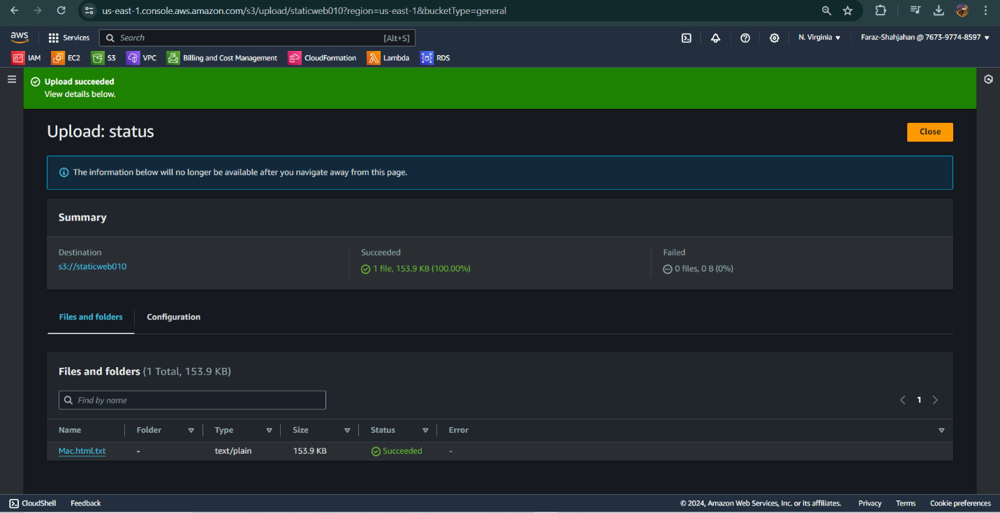 us-east-1.console.aws.amazon.com/s3/upload/staticweb010?region=us-east-1&bucketType=general
aws Services Search [Alt+S] N. Virginia Faraz-Shahjahan @ 7673-9774-8597
IAM EC2 S3 VPC Billing and Cost Management CloudFormation Lambda RDS
Upload succeeded
View details below.
Upload: status Close
The information below will no longer be available after you navigate away from this page.
Summary
Destination Succeeded Failed
s3://staticweb010 1 file, 153.9 KB (100.00%) 0 files, 0 B (0%)
Files and folders Configuration
Files and folders (1 Total, 153.9 KB)
Find by name 1
Name Folder Type Size Status Error
Mac.html.txt - text/plain 153.9 KB Succeeded -
CloudShell Feedback © 2024, Amazon Web Services, Inc. or its affiliates. Privacy Terms Cookie preferences